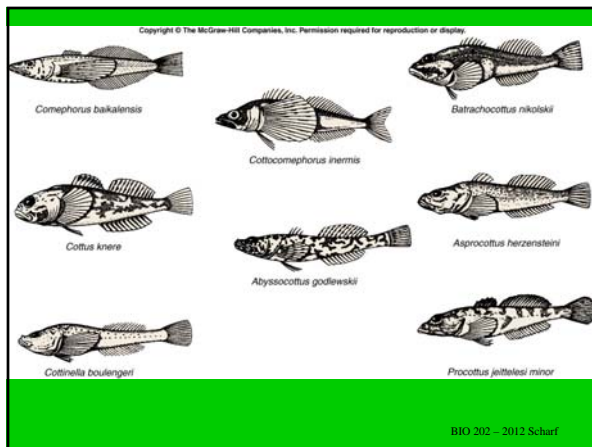 Copyright © The McGraw-Hill Companies, Inc. Permission required for reproduction or display.
Comephorus baikalensis
Batrachocottus nikolskii
Cottocomephorus inermis
Cottus knere
Asprocottus herzensteini
Abyssocottus godlewskii
Cottinella boulengeri
Procottus jeittelesi minor
BIO 202 – 2012 Scharf